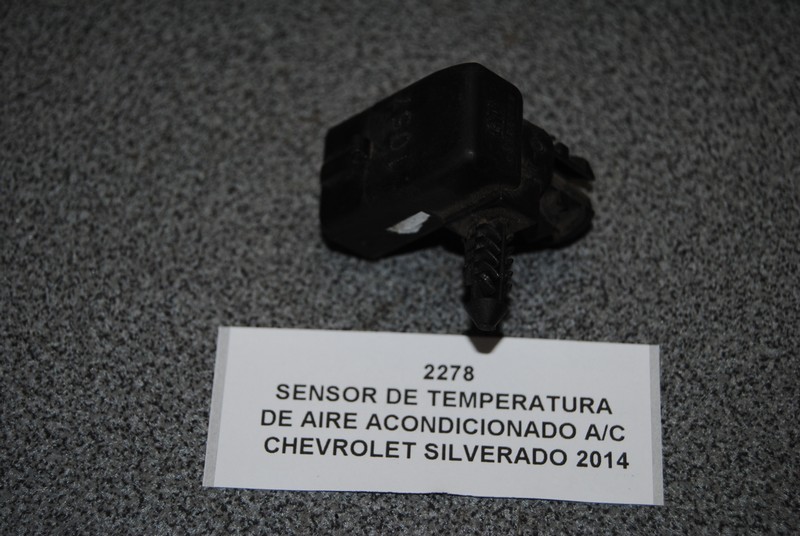 2278
SENSOR DE TEMPERATURA
DE AIRE ACONDICIONADO A/C
CHEVROLET SILVERADO 2014